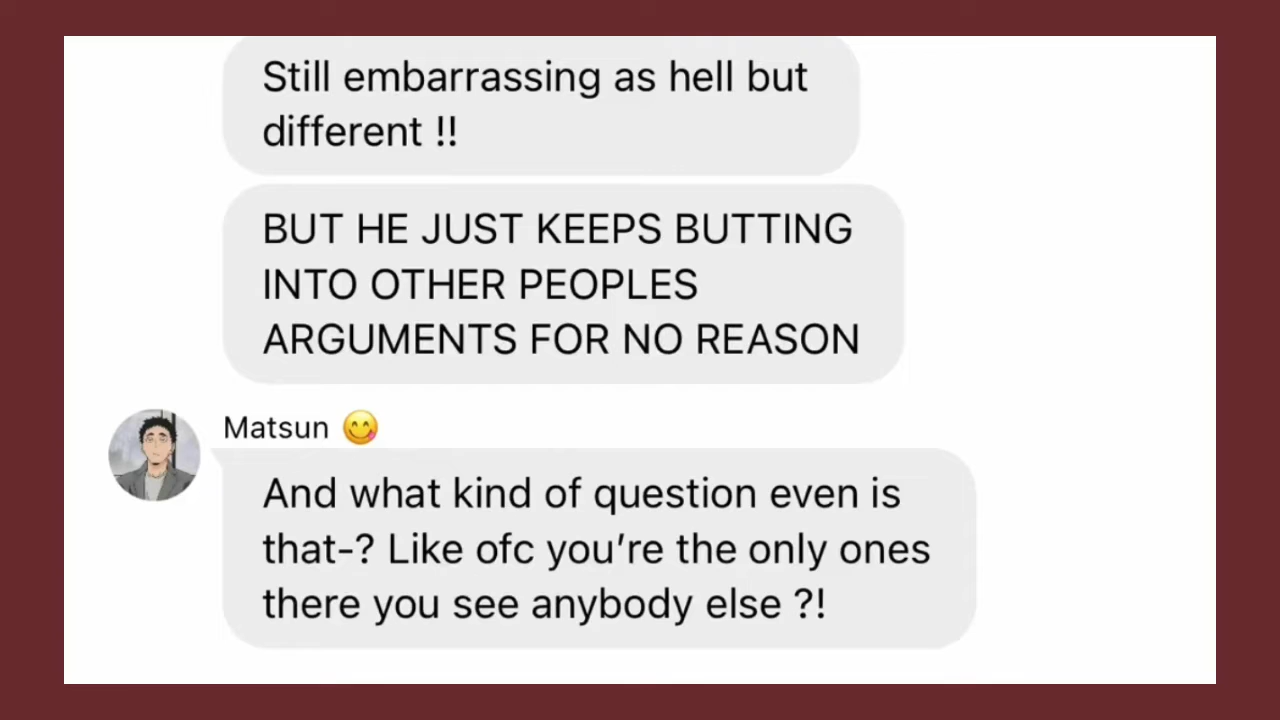 Still embarrassing as hell but
different !!
BUT HE JUST KEEPS BUTTING
INTO OTHER PEOPLES
ARGUMENTS FOR NO REASON
Matsun 😋
And what kind of question even is
that-? Like ofc you’re the only ones
there you see anybody else ?!